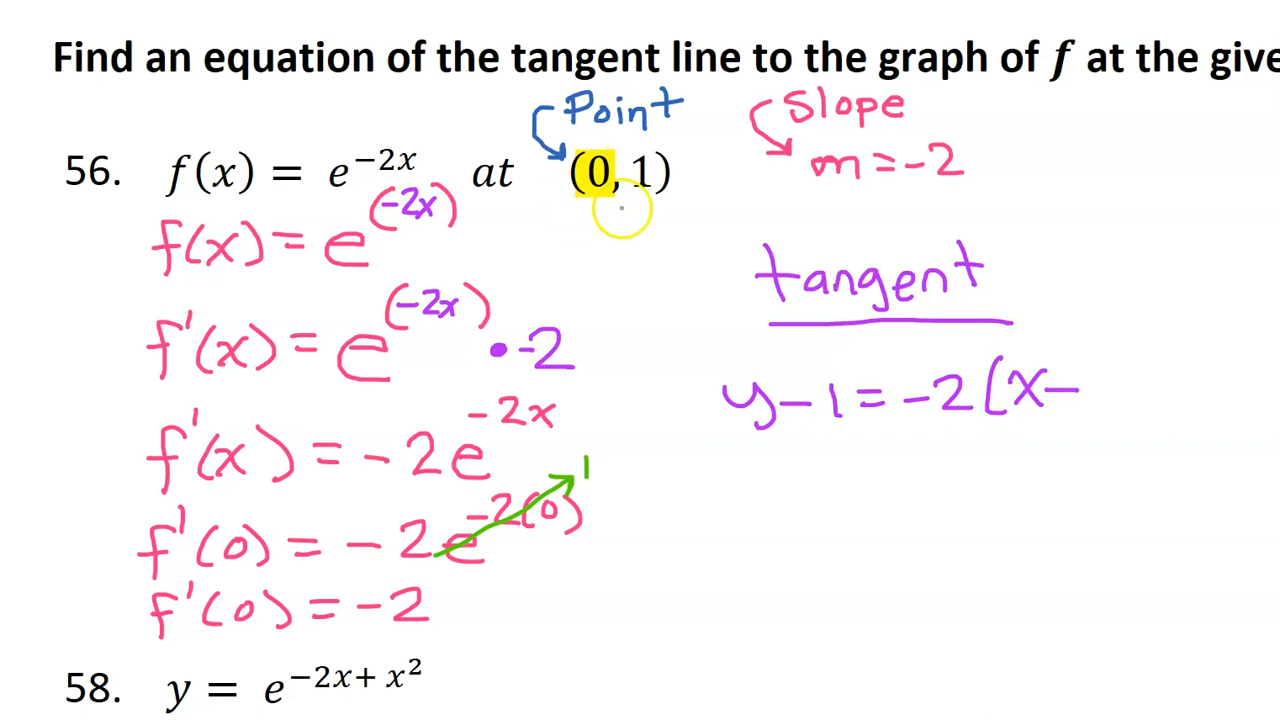 Find an equation of the tangent line to the graph of f at the give
Point
Slope
56. f(x) = e^{-2x} at (0, 1)
m = -2
f(x) = e^{(-2x)}
tangent
f'(x) = e^{(-2x)} • -2
y - 1 = -2(x -
f'(x) = -2e^{-2x}
1
f'(0) = -2e^{-2(0)}
f'(0) = -2
58. y = e^{-2x + x^2}